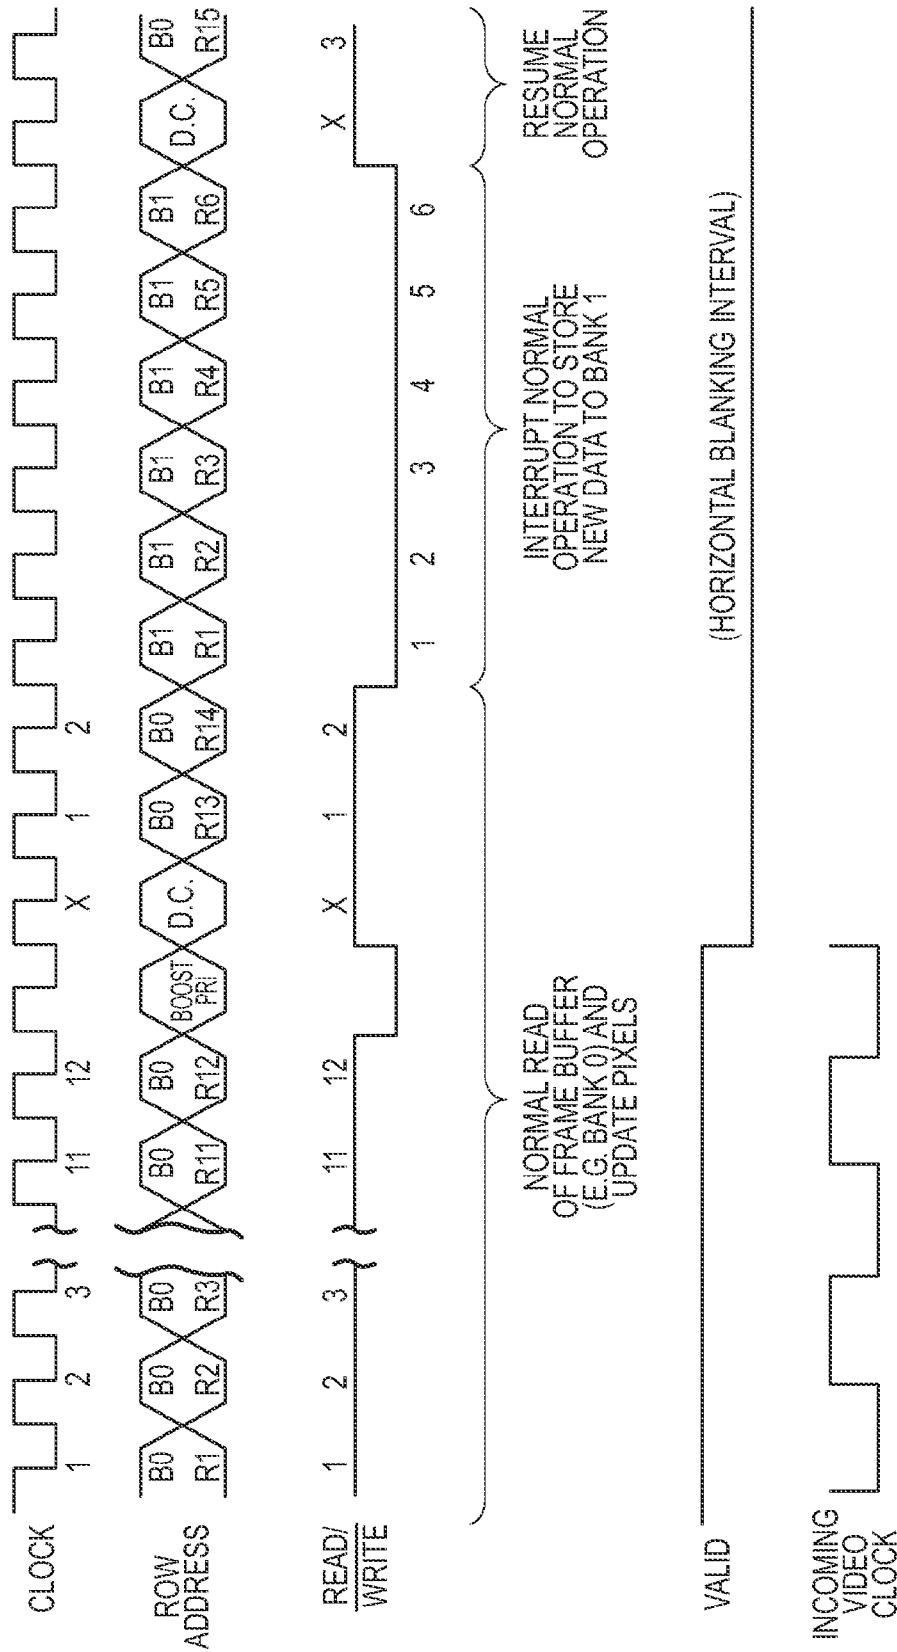 CLOCK
1 2 3 11 12 X 1 2
ROW
ADDRESS
B0 B0 B0 B0 B0 BOOST D.C. B0 B0 B1 B1 B1 B1 B1 B1 D.C. B0
R1 R2 R3 R11 R12 PRI R13 R14 R1 R2 R3 R4 R5 R6 R15
READ/
WRITE
1 2 3 11 12 X 1 2 X 3
1 2 3 4 5 6
NORMAL READ
OF FRAME BUFFER
(E.G. BANK 0) AND
UPDATE PIXELS
INTERRUPT NORMAL
OPERATION TO STORE
NEW DATA TO BANK 1
RESUME
NORMAL
OPERATION
VALID
(HORIZONTAL BLANKING INTERVAL)
INCOMING
VIDEO
CLOCK